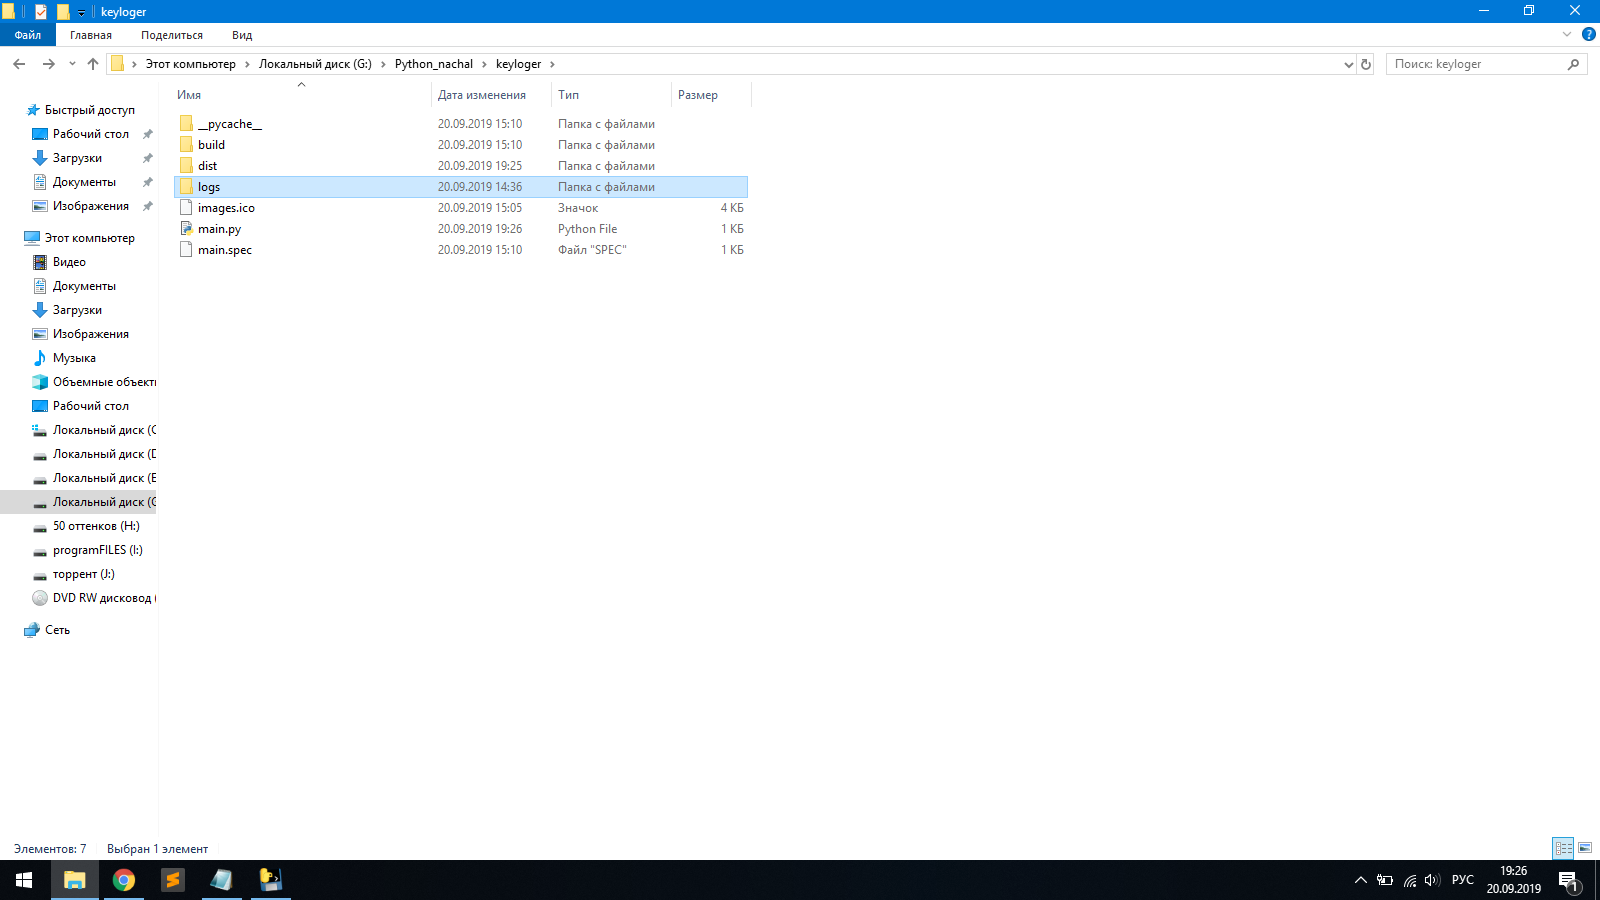 keyloger
Файл Главная Поделиться Вид
Этот компьютер Локальный диск (G:) Python_nachal keyloger
Поиск: keyloger
Имя Дата изменения Тип Размер
__pycache__ 20.09.2019 15:10 Папка с файлами
build 20.09.2019 15:10 Папка с файлами
dist 20.09.2019 19:25 Папка с файлами
logs 20.09.2019 14:36 Папка с файлами
images.ico 20.09.2019 15:05 Значок 4 КБ
main.py 20.09.2019 19:26 Python File 1 КБ
main.spec 20.09.2019 15:10 Файл "SPEC" 1 КБ
Быстрый доступ
Рабочий стол
Загрузки
Документы
Изображения
Этот компьютер
Видео
Документы
Загрузки
Изображения
Музыка
Объемные объекты
Рабочий стол
Локальный диск (C
Локальный диск (D
Локальный диск (E
Локальный диск (G
50 оттенков (H:)
programFILES (I:)
торрент (J:)
DVD RW дисковод (
Сеть
Элементов: 7 Выбран 1 элемент
РУС
19:26
20.09.2019
1